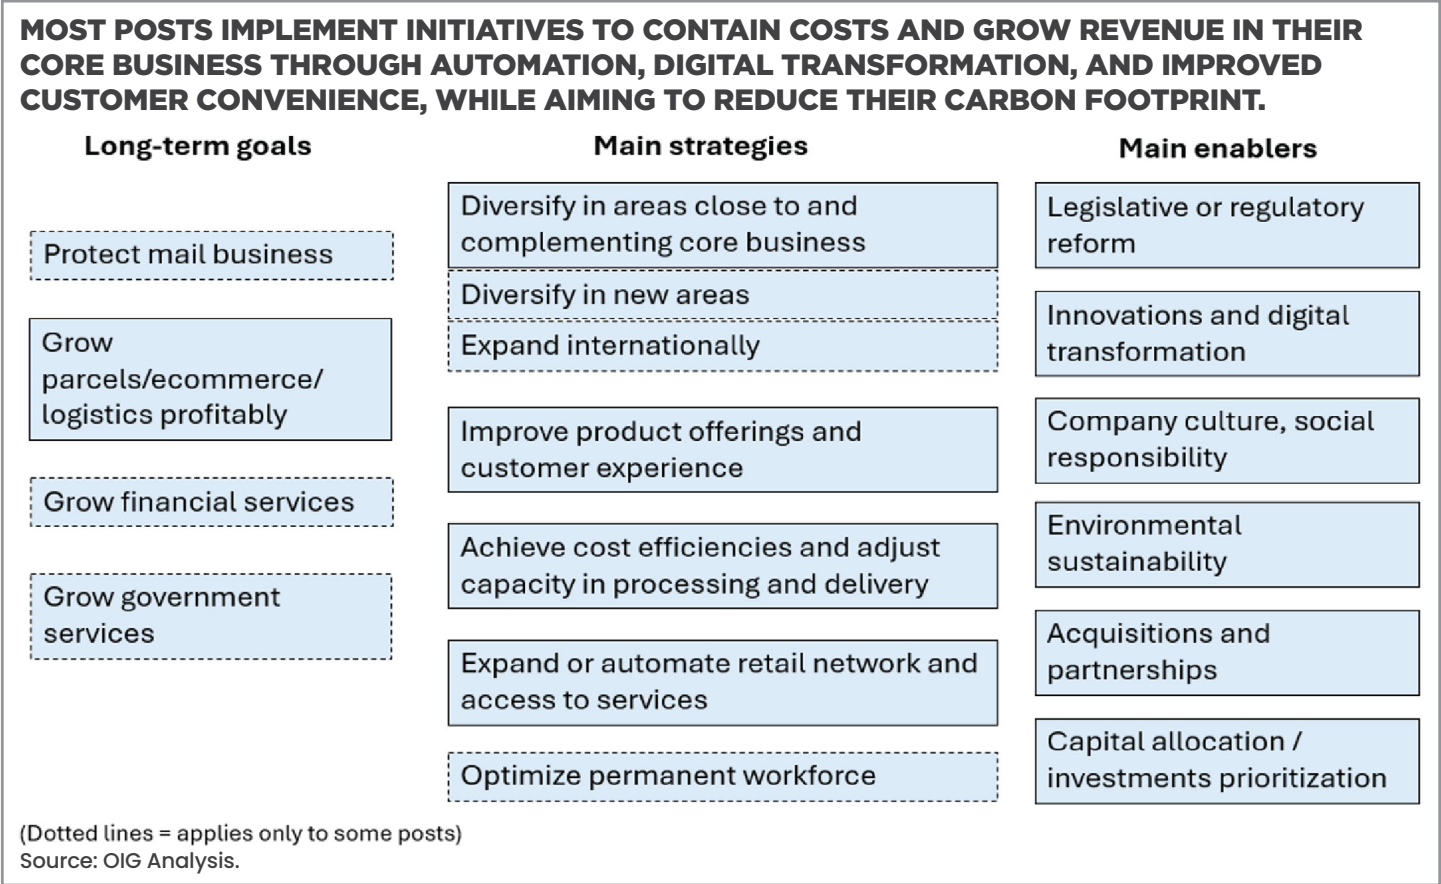 MOST POSTS IMPLEMENT INITIATIVES TO CONTAIN COSTS AND GROW REVENUE IN THEIR
CORE BUSINESS THROUGH AUTOMATION, DIGITAL TRANSFORMATION, AND IMPROVED
CUSTOMER CONVENIENCE, WHILE AIMING TO REDUCE THEIR CARBON FOOTPRINT.
Long-term goals
Protect mail business
Grow
parcels/ecommerce/
logistics profitably
Grow financial services
Grow government
services
Main strategies
Diversify in areas close to and
complementing core business
Diversify in new areas
Expand internationally
Improve product offerings and
customer experience
Achieve cost efficiencies and adjust
capacity in processing and delivery
Expand or automate retail network and
access to services
Optimize permanent workforce
Main enablers
Legislative or regulatory
reform
Innovations and digital
transformation
Company culture, social
responsibility
Environmental
sustainability
Acquisitions and
partnerships
Capital allocation /
investments prioritization
(Dotted lines = applies only to some posts)
Source: OIG Analysis.